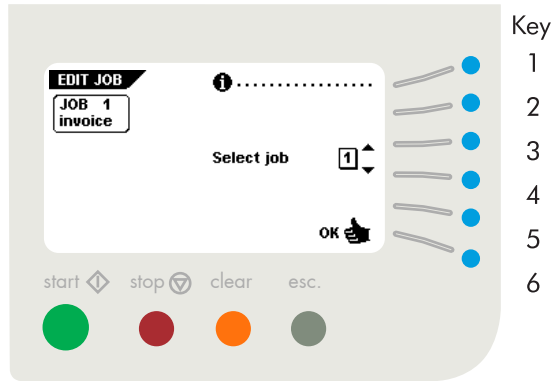 Key
EDIT JOB
JOB 1
invoice
i
Select job 1
OK
1
2
3
4
5
6
start stop clear esc.